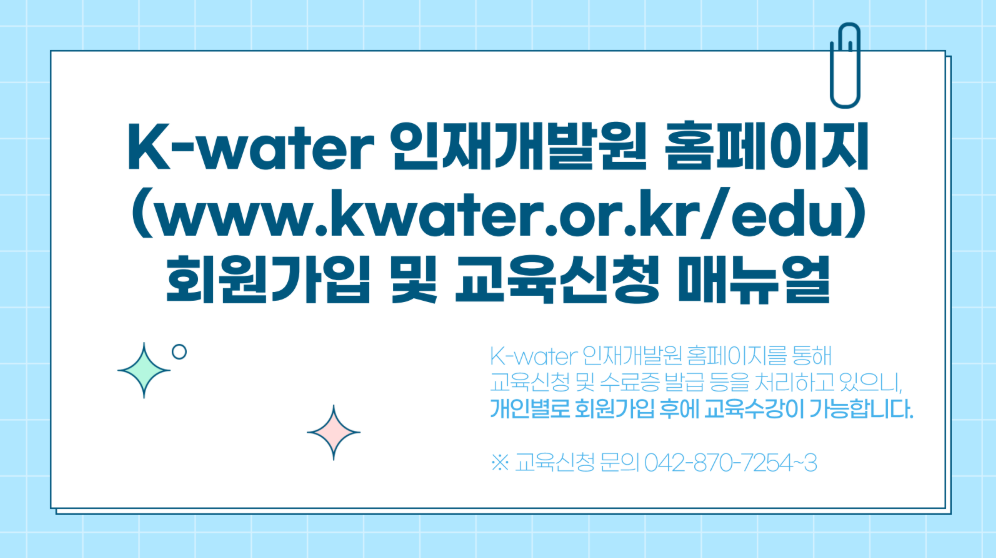 K-water 인재개발원 홈페이지
(www.kwater.or.kr/edu)
회원가입 및 교육신청 매뉴얼
K-water 인재개발원 홈페이지를 통해
교육신청 및 수료증 발급 등을 처리하고 있으니,
개인별로 회원가입 후에 교육수강이 가능합니다.
※ 교육신청 문의 042-870-7254~3